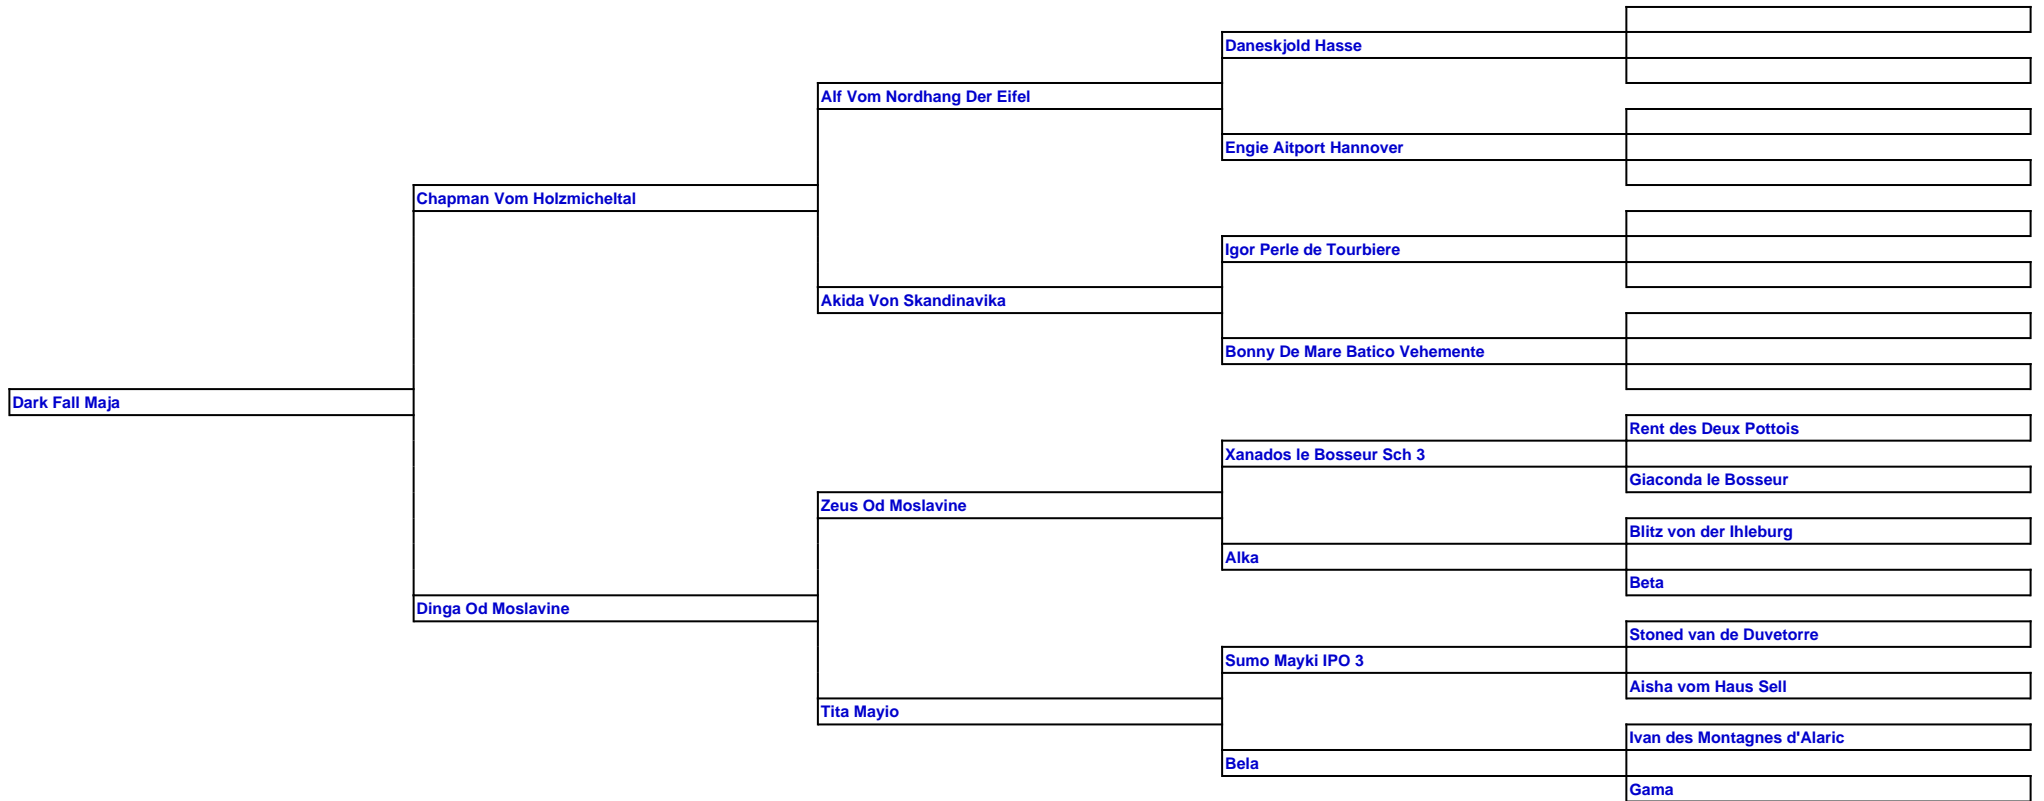 Daneskjold Hasse
Alf Vom Nordhang Der Eifel
Engie Aitport Hannover
Chapman Vom Holzmicheltal
Igor Perle de Tourbiere
Akida Von Skandinavika
Bonny De Mare Batico Vehemente
Dark Fall Maja
Rent des Deux Pottois
Xanados le Bosseur Sch 3
Giaconda le Bosseur
Zeus Od Moslavine
Blitz von der Ihleburg
Alka
Beta
Dinga Od Moslavine
Stoned van de Duvetorre
Sumo Mayki IPO 3
Aisha vom Haus Sell
Tita Mayio
Ivan des Montagnes d'Alaric
Bela
Gama